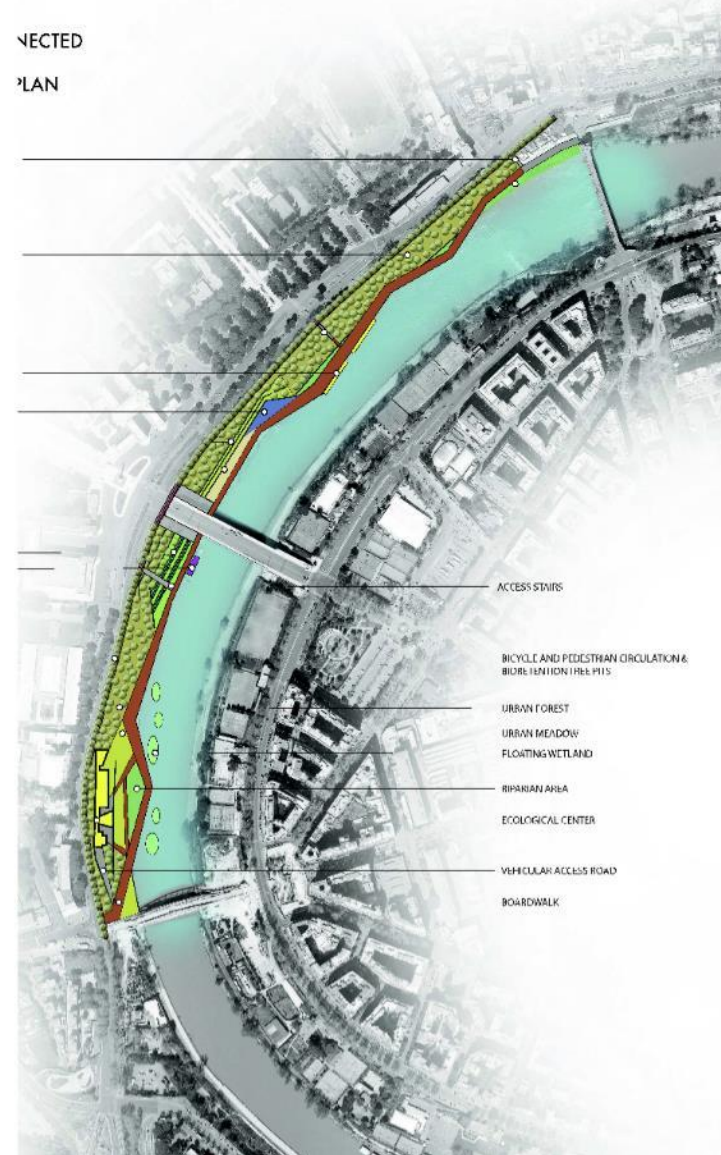 NECTED
PLAN
ACCESS STAIRS
BICYCLE AND PEDESTRIAN CIRCULATION &
BIORETENTION TREE PITS
URBAN FOREST
URBAN MEADOW
FLOATING WETLAND
RIPARIAN AREA
ECOLOGICAL CENTER
VEHICULAR ACCESS ROAD
BOARDWALK